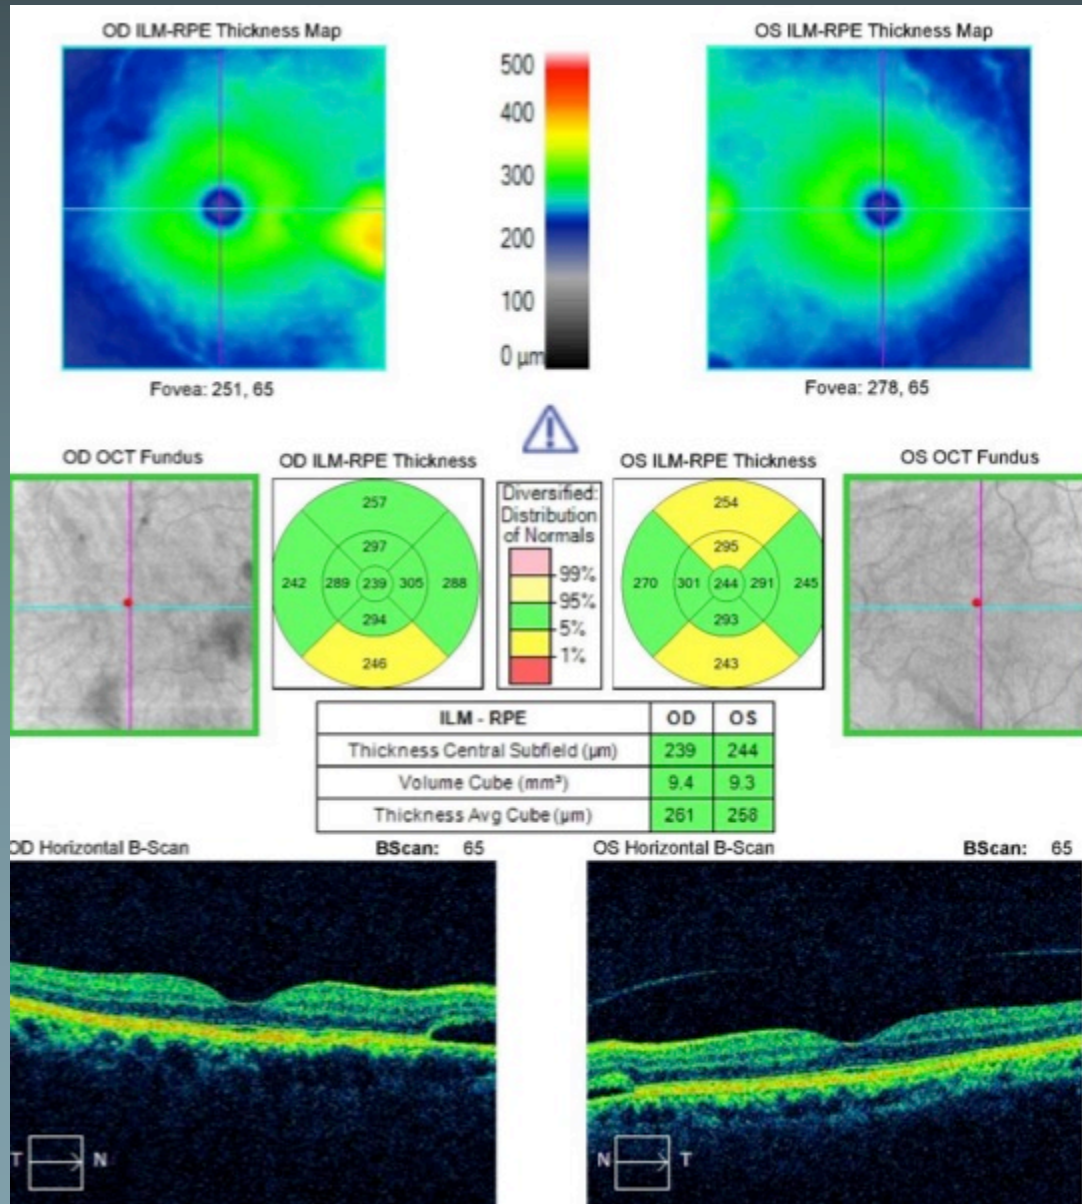 OD ILM-RPE Thickness Map
OS ILM-RPE Thickness Map
500
400
300
200
100
0 µm
Fovea: 251, 65
Fovea: 278, 65
OD OCT Fundus
OD ILM-RPE Thickness
OS ILM-RPE Thickness
OS OCT Fundus
257
297
242
289
239
305
288
294
246
Diversified:
Distribution
of Normals
99%
95%
5%
1%
254
295
270
301
244
291
245
293
243
ILM - RPE OD OS
Thickness Central Subfield (µm) 239 244
Volume Cube (mm³) 9.4 9.3
Thickness Avg Cube (µm) 261 258
OD Horizontal B-Scan
BScan: 65
OS Horizontal B-Scan
BScan: 65
T N
N T